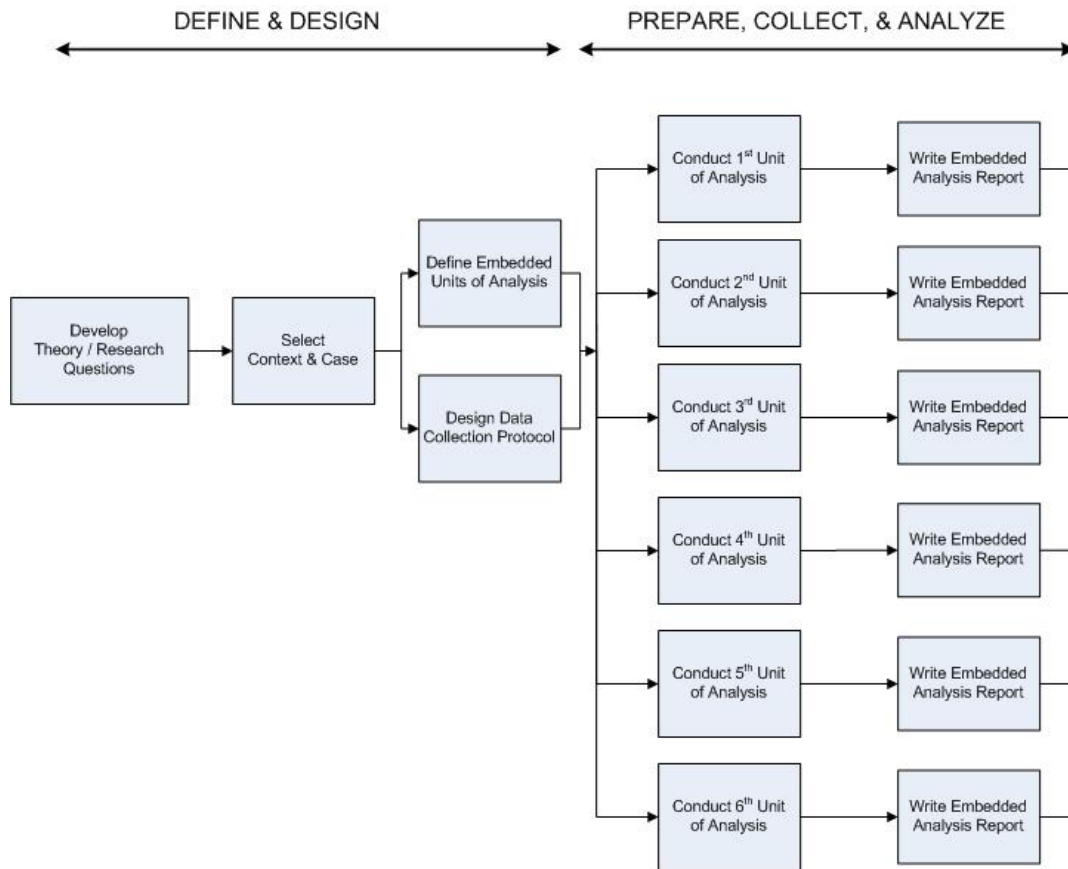 DEFINE & DESIGN
PREPARE, COLLECT, & ANALYZE
Develop
Theory / Research
Questions
Select
Context & Case
Define Embedded
Units of Analysis
Design Data
Collection Protocol
Conduct 1st Unit
of Analysis
Write Embedded
Analysis Report
Conduct 2nd Unit
of Analysis
Write Embedded
Analysis Report
Conduct 3rd Unit
of Analysis
Write Embedded
Analysis Report
Conduct 4th Unit
of Analysis
Write Embedded
Analysis Report
Conduct 5th Unit
of Analysis
Write Embedded
Analysis Report
Conduct 6th Unit
of Analysis
Write Embedded
Analysis Report